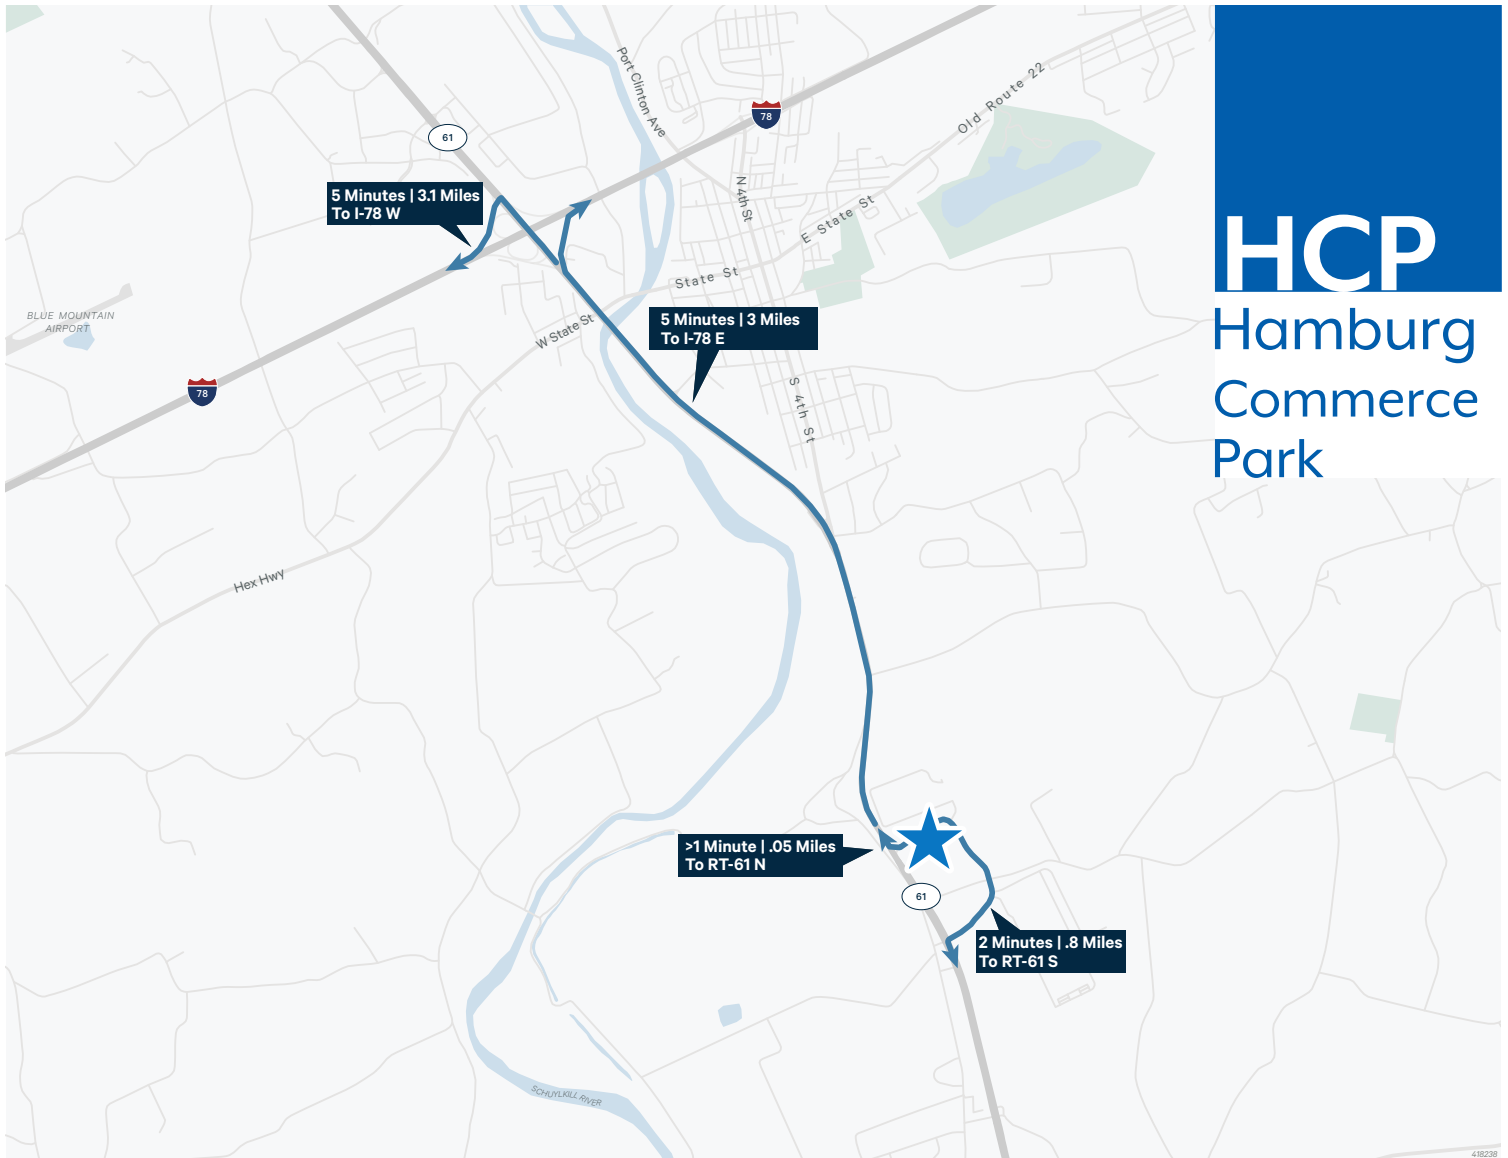 Port Clinton Ave
78
Old Route 22
61
N 4th St
5 Minutes | 3.1 Miles
To I-78 W
E State St
HCP
Hamburg
Commerce
Park
State St
BLUE MOUNTAIN
AIRPORT
W State St
5 Minutes | 3 Miles
To I-78 E
78
S 4th St
Hex Hwy
>1 Minute | .05 Miles
To RT-61 N
61
2 Minutes | .8 Miles
To RT-61 S
SCHUYLKILL RIVER
418238